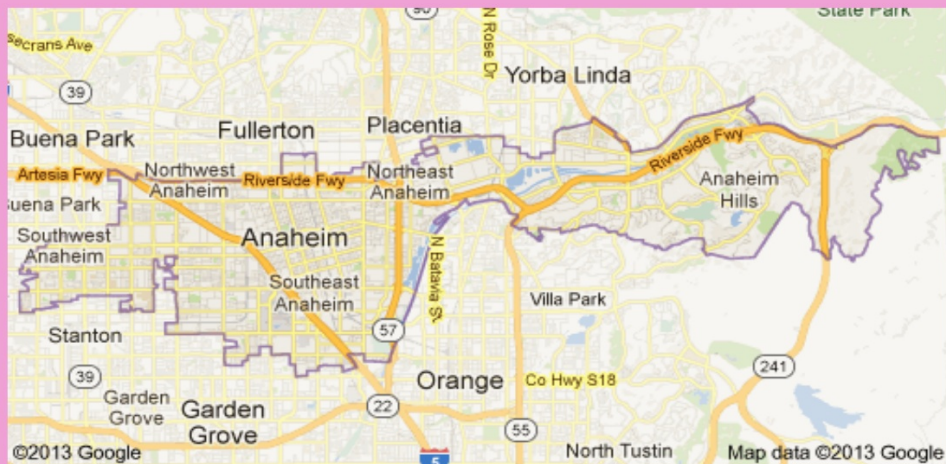 90
State Park
secrans Ave
N Rose Dr
Yorba Linda
39
Buena Park
Fullerton
Placentia
Artesia Fwy
Northwest
Anaheim
Riverside Fwy
Northeast
Anaheim
Riverside Fwy
Anaheim
Hills
Buena Park
Southwest
Anaheim
Anaheim
N Batavia St
Southeast
Anaheim
Villa Park
Stanton
57
241
39
Orange
Co Hwy S18
Garden
Grove
Garden
Grove
22
55
North Tustin
5
©2013 Google
Map data ©2013 Google